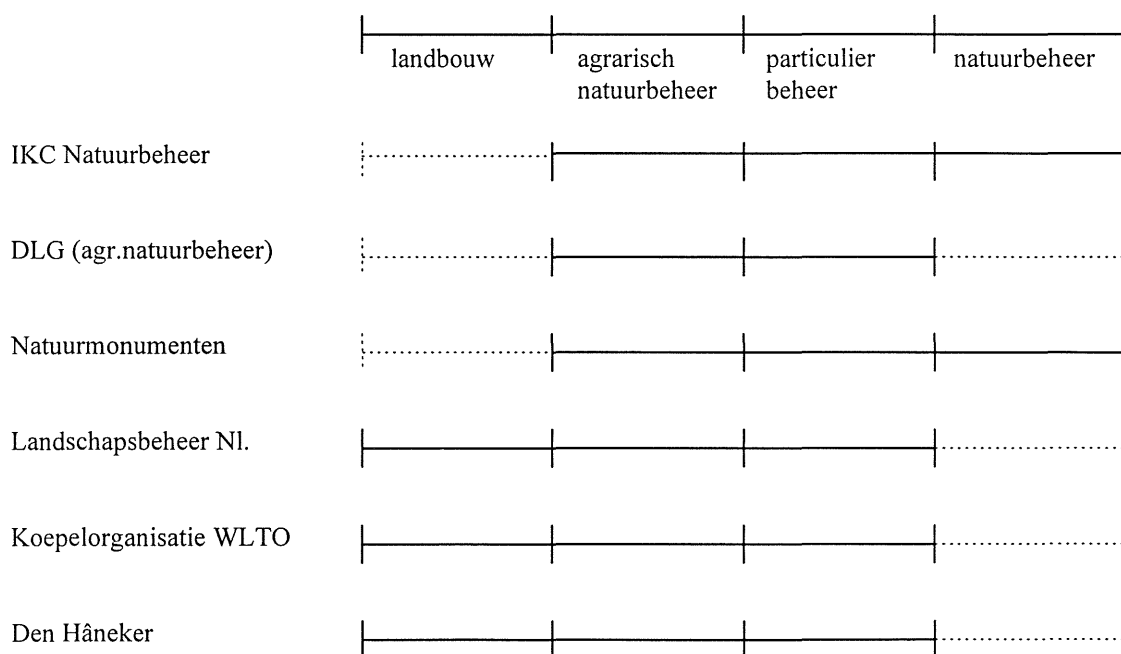 landbouw agrarisch particulier natuurbeheer
natuurbeheer beheer
IKC Natuurbeheer
DLG (agr.natuurbeheer)
Natuurmonumenten
Landschapsbeheer Nl.
Koepelorganisatie WLTO
Den Hâneker